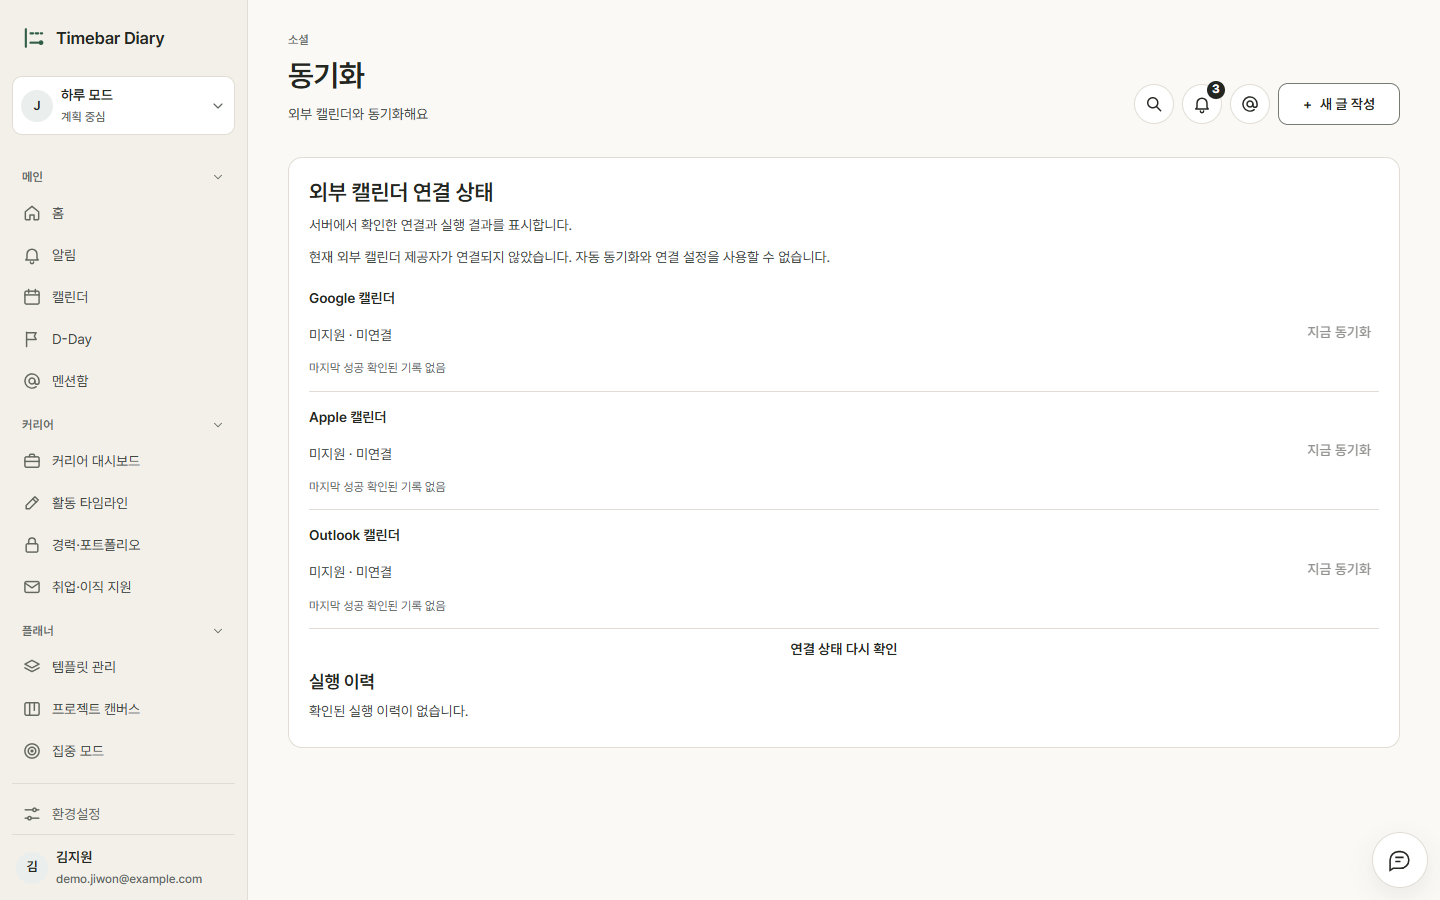 Timebar Diary
J
하루 모드
계획 중심
메인
홈
알림
캘린더
D-Day
멘션함
커리어
커리어 대시보드
활동 타임라인
경력·포트폴리오
취업·이직 지원
플래너
템플릿 관리
프로젝트 캔버스
집중 모드
환경설정
김
김지원
demo.jiwon@example.com
소셜
동기화
외부 캘린더와 동기화해요
3
+ 새 글 작성
외부 캘린더 연결 상태
서버에서 확인한 연결과 실행 결과를 표시합니다.
현재 외부 캘린더 제공자가 연결되지 않았습니다. 자동 동기화와 연결 설정을 사용할 수 없습니다.
Google 캘린더
미지원 · 미연결
지금 동기화
마지막 성공 확인된 기록 없음
Apple 캘린더
미지원 · 미연결
지금 동기화
마지막 성공 확인된 기록 없음
Outlook 캘린더
미지원 · 미연결
지금 동기화
마지막 성공 확인된 기록 없음
연결 상태 다시 확인
실행 이력
확인된 실행 이력이 없습니다.